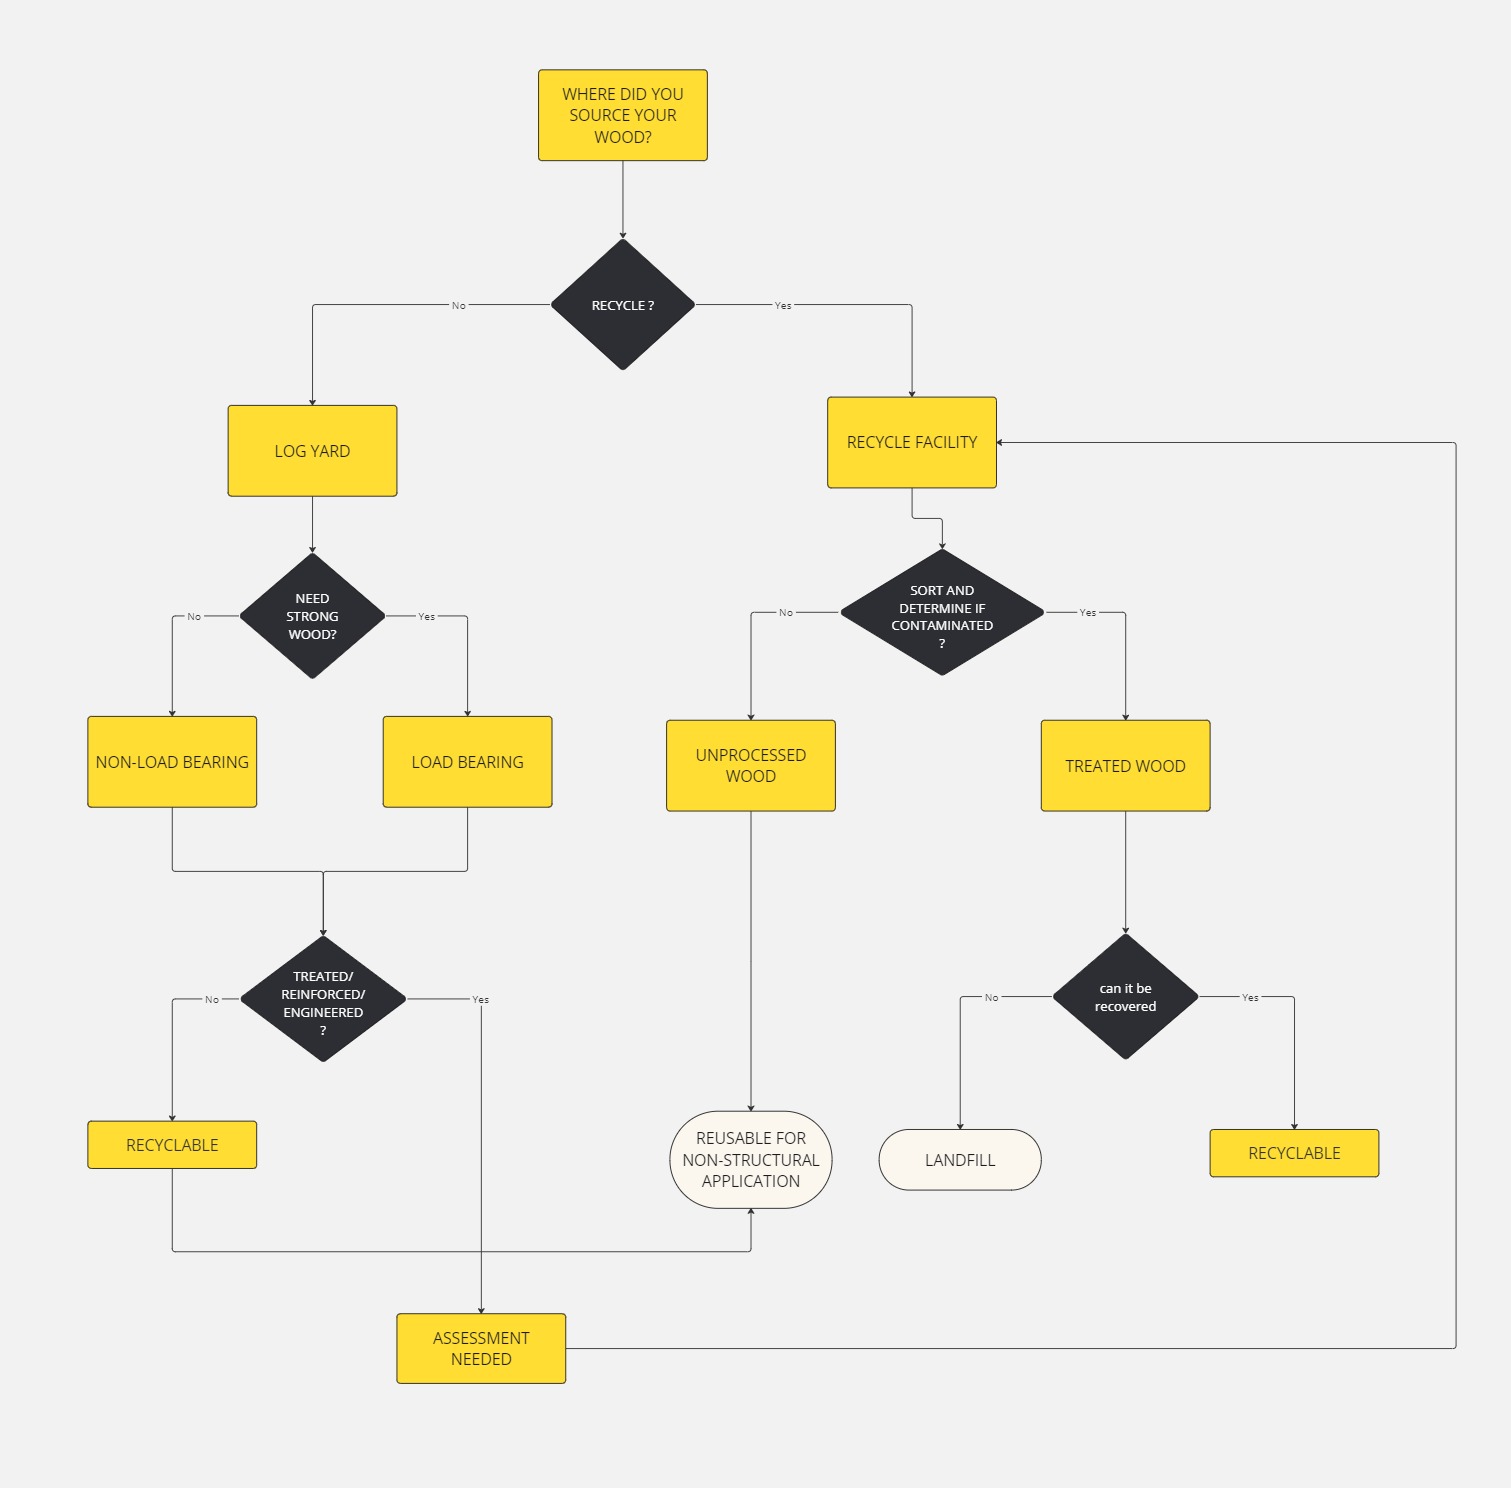 WHERE DID YOU
SOURCE YOUR
WOOD?
RECYCLE ?
No
Yes
LOG YARD
RECYCLE FACILITY
NEED
STRONG
WOOD?
No
Yes
SORT AND
DETERMINE IF
CONTAMINATED
?
No
Yes
NON-LOAD BEARING
LOAD BEARING
UNPROCESSED
WOOD
TREATED WOOD
TREATED/
REINFORCED/
ENGINEERED
?
No
Yes
can it be
recovered
No
Yes
RECYCLABLE
REUSABLE FOR
NON-STRUCTURAL
APPLICATION
LANDFILL
RECYCLABLE
ASSESSMENT
NEEDED